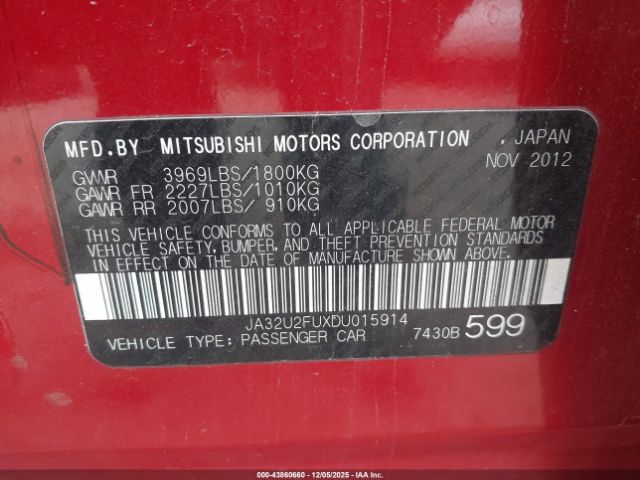 MFD.BY MITSUBISHI MOTORS CORPORATION , JAPAN
NOV 2012
GVWR 3969LBS/1800KG
GAWR FR 2227LBS/1010KG
GAWR RR 2007LBS/ 910KG
THIS VEHICLE CONFORMS TO ALL APPLICABLE FEDERAL MOTOR
VEHICLE SAFETY, BUMPER, AND THEFT PREVENTION STANDARDS
IN EFFECT ON THE DATE OF MANUFACTURE SHOWN ABOVE.
JA32U2FUXDU015914
VEHICLE TYPE: PASSENGER CAR 7430B 599
000-43860660 - 12/05/2025 - IAA Inc.